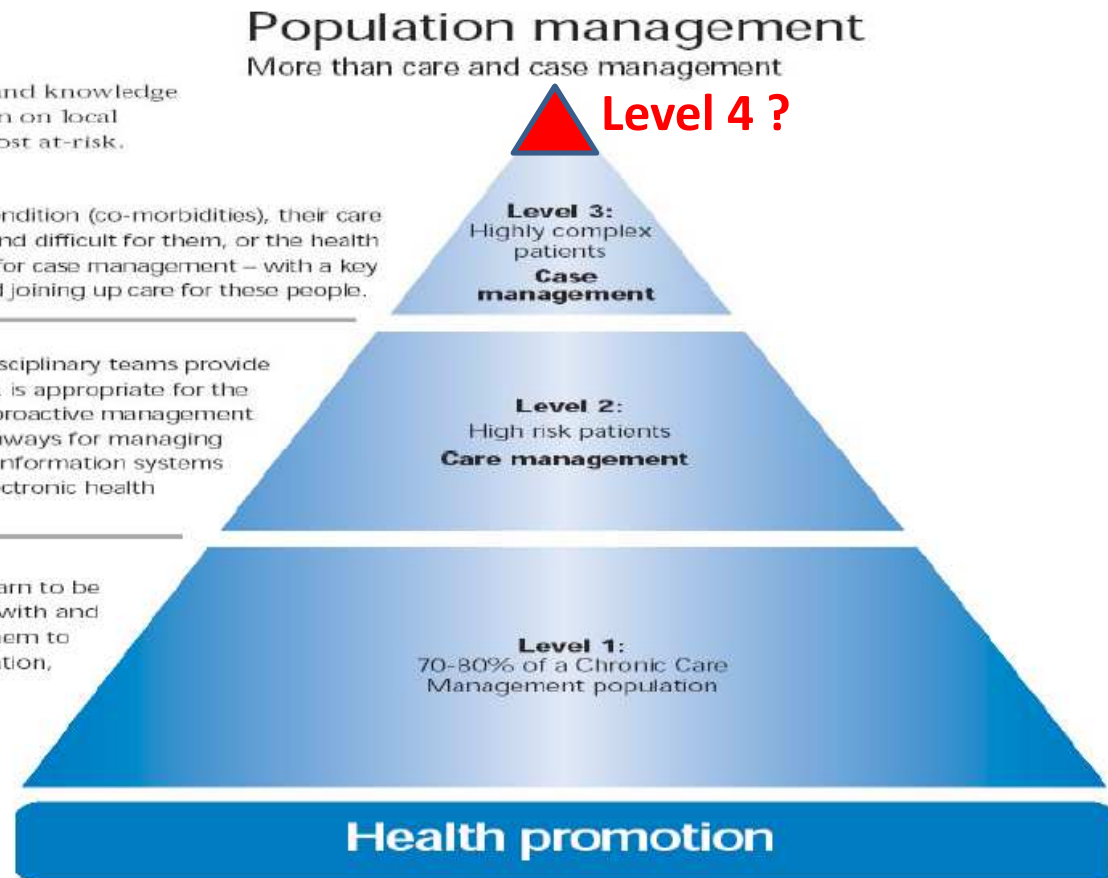 Population management
More than care and case management
Level 4 ?
and knowledge
on local
ost at-risk.
ondition (co-morbidities), their care
and difficult for them, or the health
for case management – with a key
joining up care for these people.
Level 3:
Highly complex
patients
Case
management
sciplinary teams provide
is appropriate for the
proactive management
ways for managing
information systems
ctronic health
Level 2:
High risk patients
Care management
arn to be
with and
em to
ation,
Level 1:
70-80% of a Chronic Care
Management population
Health promotion